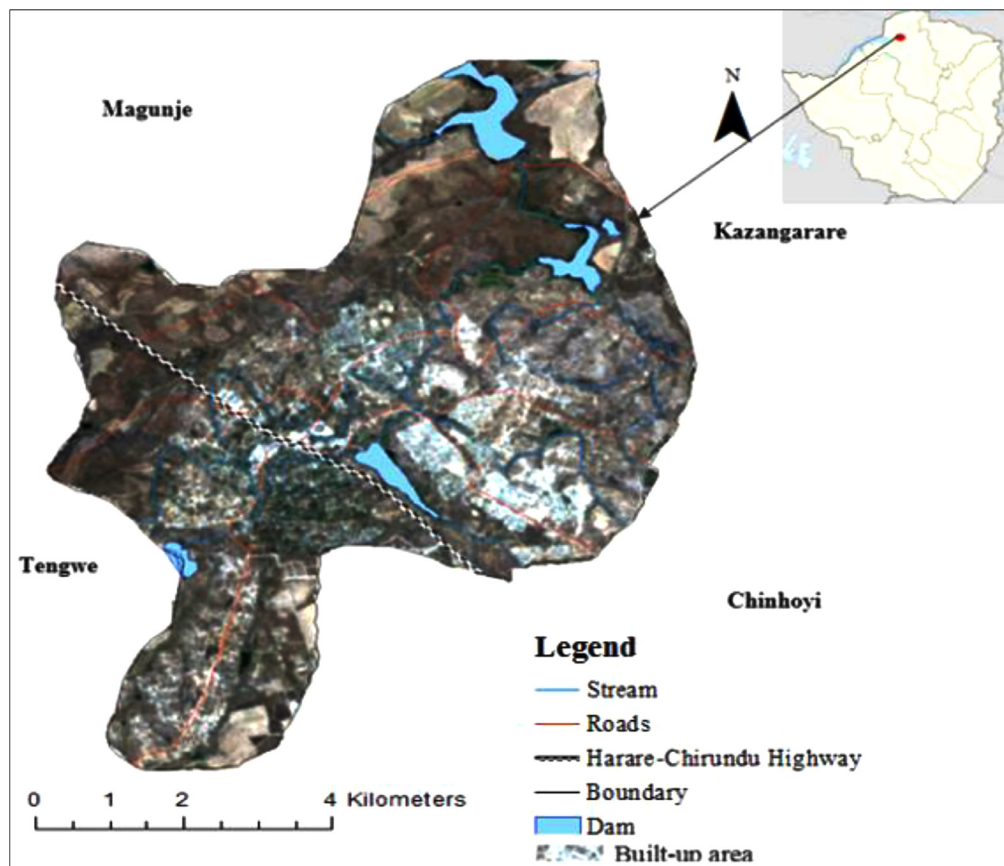 N
Magunje
Kazangarare
Tengwe
Chinhoyi
Legend
Stream
Roads
Harare-Chirundu Highway
Boundary
Dam
Built-up area
0 1 2 4 Kilometers